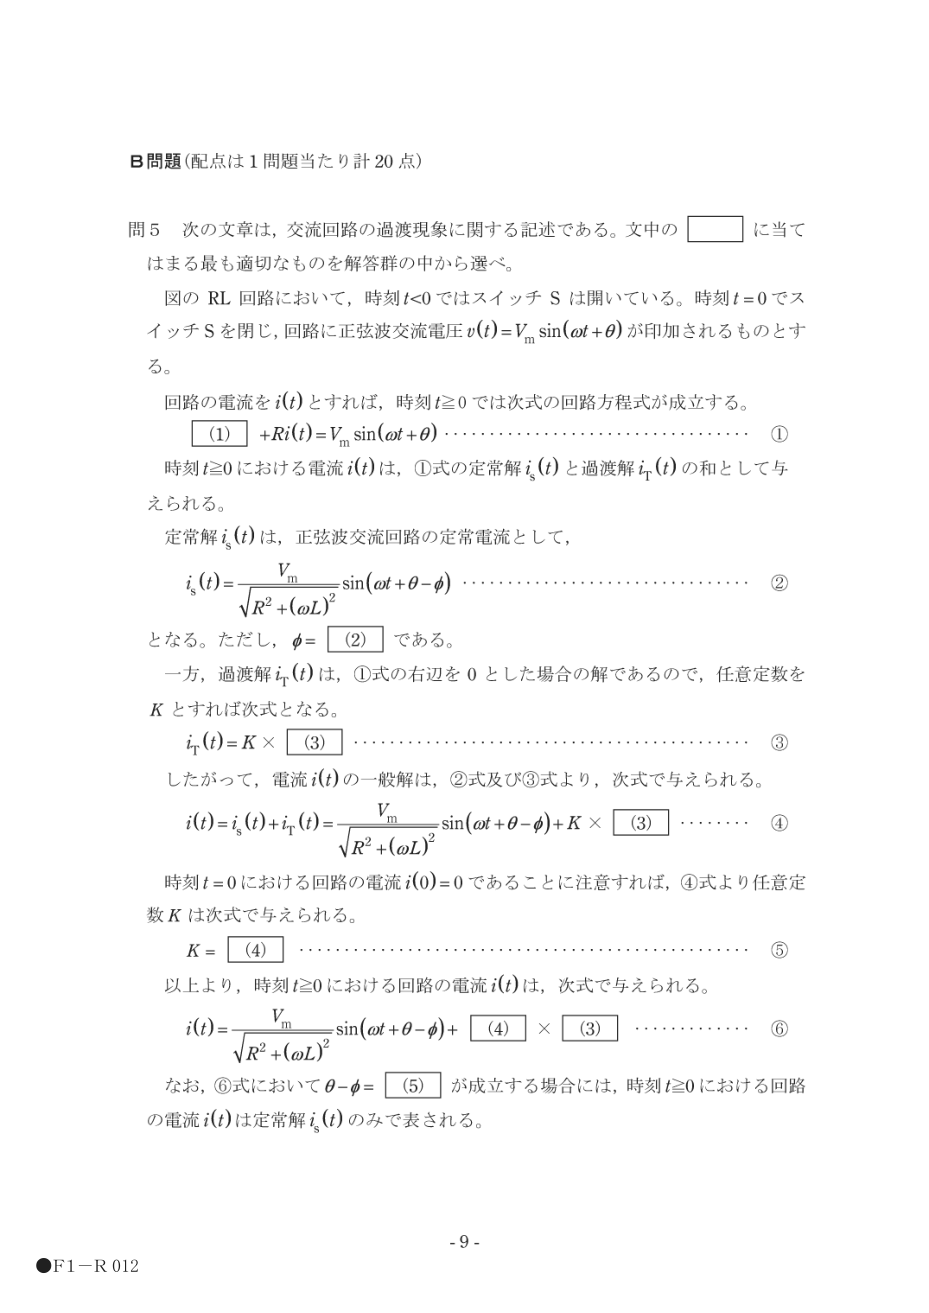 B問題(配点は1問題当たり計20点)
問5 次の文章は，交流回路の過渡現象に関する記述である。文中の [  ] に当て
はまる最も適切なものを解答群の中から選べ。
図の RL 回路において，時刻t<0ではスイッチ S は開いている。時刻t=0でス
イッチSを閉じ，回路に正弦波交流電圧v(t)=Vm sin(ωt+θ)が印加されるものとす
る。
回路の電流をi(t)とすれば，時刻t≧0では次式の回路方程式が成立する。
(1) +Ri(t)=Vm sin(ωt+θ) ································· ①
時刻t≧0における電流i(t)は，①式の定常解is(t)と過渡解iT(t)の和として与
えられる。
定常解is(t)は，正弦波交流回路の定常電流として，
is(t)=Vm/√(R²+(ωL)²) sin(ωt+θ−φ) ······························· ②
となる。ただし，φ= (2) である。
一方，過渡解iT(t)は，①式の右辺を0とした場合の解であるので，任意定数を
Kとすれば次式となる。
iT(t)=K× (3) ··········································· ③
したがって，電流i(t)の一般解は，②式及び③式より，次式で与えられる。
i(t)=is(t)+iT(t)=Vm/√(R²+(ωL)²) sin(ωt+θ−φ)+K× (3) ········ ④
時刻t=0における回路の電流i(0)=0であることに注意すれば，④式より任意定
数Kは次式で与えられる。
K= (4) ················································· ⑤
以上より，時刻t≧0における回路の電流i(t)は，次式で与えられる。
i(t)=Vm/√(R²+(ωL)²) sin(ωt+θ−φ)+ (4) × (3) ············· ⑥
なお，⑥式においてθ−φ= (5) が成立する場合には，時刻t≧0における回路
の電流i(t)は定常解is(t)のみで表される。
- 9 -
●F1－R 012